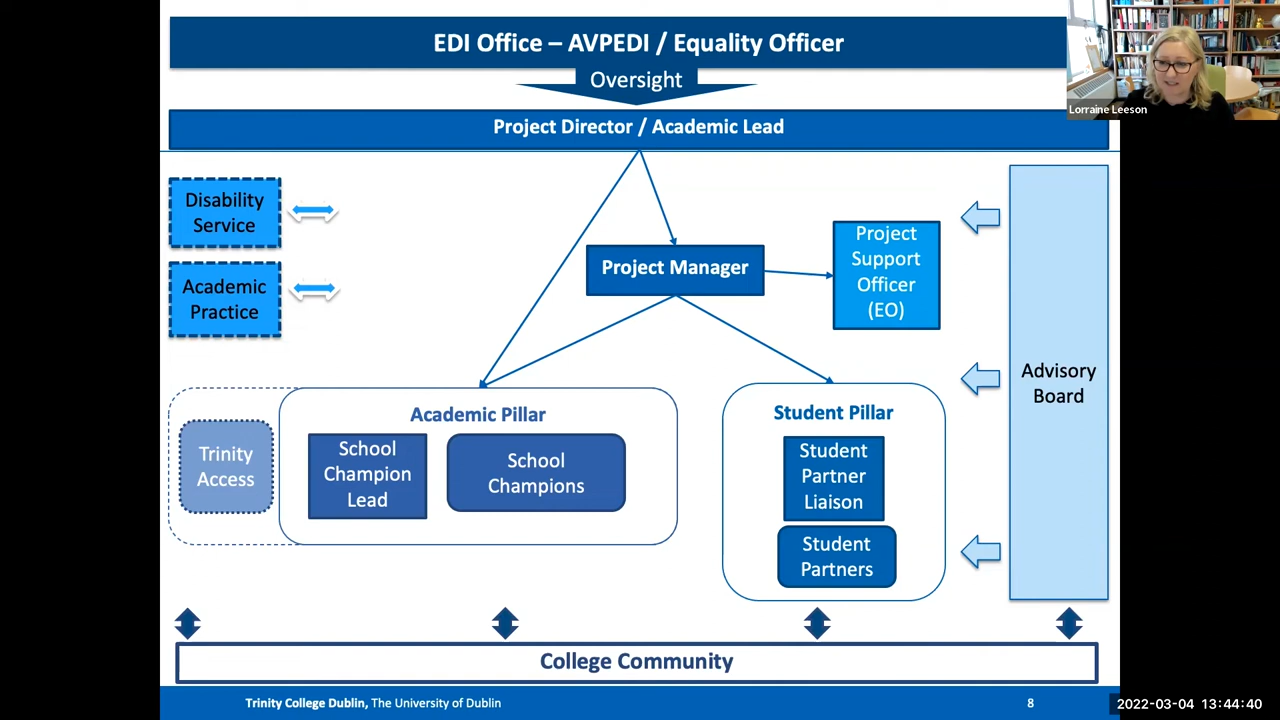 EDI Office – AVPEDI / Equality Officer
Oversight
Lorraine Leeson
Project Director / Academic Lead
Disability
Service
Academic
Practice
Project Manager
Project
Support
Officer
(EO)
Advisory
Board
Trinity
Access
Academic Pillar
School
Champion
Lead
School
Champions
Student Pillar
Student
Partner
Liaison
Student
Partners
College Community
Trinity College Dublin, The University of Dublin
8
2022-03-04 13:44:40